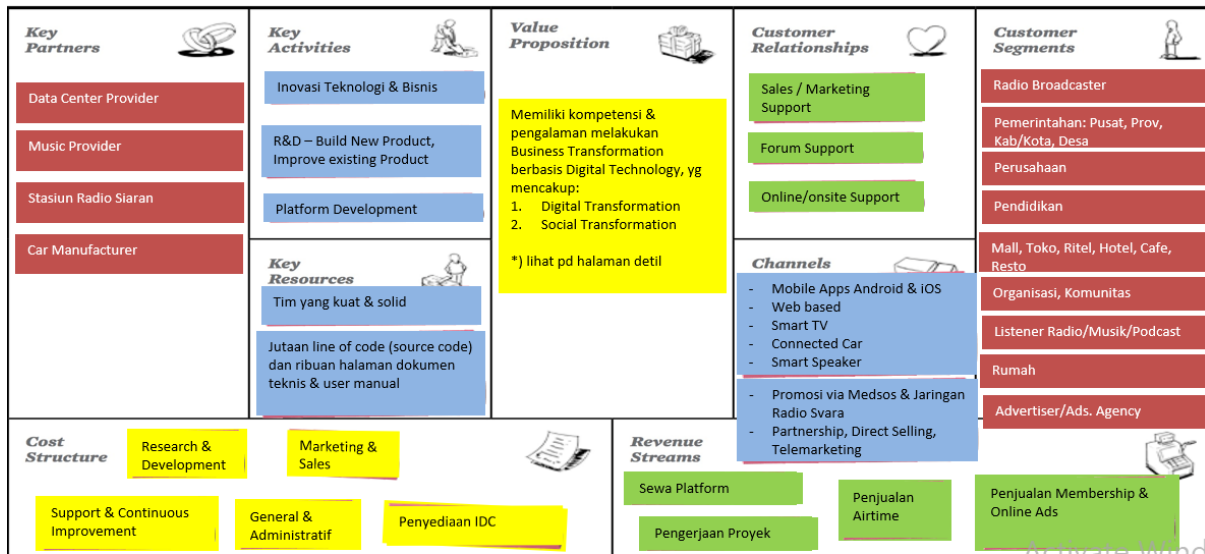 Key
Partners
Data Center Provider
Music Provider
Stasiun Radio Siaran
Car Manufacturer
Key
Activities
Inovasi Teknologi & Bisnis
R&D – Build New Product,
Improve existing Product
Platform Development
Key
Resources
Tim yang kuat & solid
Jutaan line of code (source code)
dan ribuan halaman dokumen
teknis & user manual
Value
Proposition
Memiliki kompetensi &
pengalaman melakukan
Business Transformation
berbasis Digital Technology, yg
mencakup:
1. Digital Transformation
2. Social Transformation
*) lihat pd halaman detil
Customer
Relationships
Sales / Marketing
Support
Forum Support
Online/onsite Support
Channels
- Mobile Apps Android & iOS
- Web based
- Smart TV
- Connected Car
- Smart Speaker
- Promosi via Medsos & Jaringan
Radio Svara
- Partnership, Direct Selling,
Telemarketing
Customer
Segments
Radio Broadcaster
Pemerintahan: Pusat, Prov,
Kab/Kota, Desa
Perusahaan
Pendidikan
Mall, Toko, Ritel, Hotel, Cafe,
Resto
Organisasi, Komunitas
Listener Radio/Musik/Podcast
Rumah
Advertiser/Ads. Agency
Cost
Structure
Research &
Development
Marketing &
Sales
Support & Continuous
Improvement
General &
Administratif
Penyediaan IDC
Revenue
Streams
Sewa Platform
Pengerjaan Proyek
Penjualan
Airtime
Penjualan Membership &
Online Ads
Activate Wind